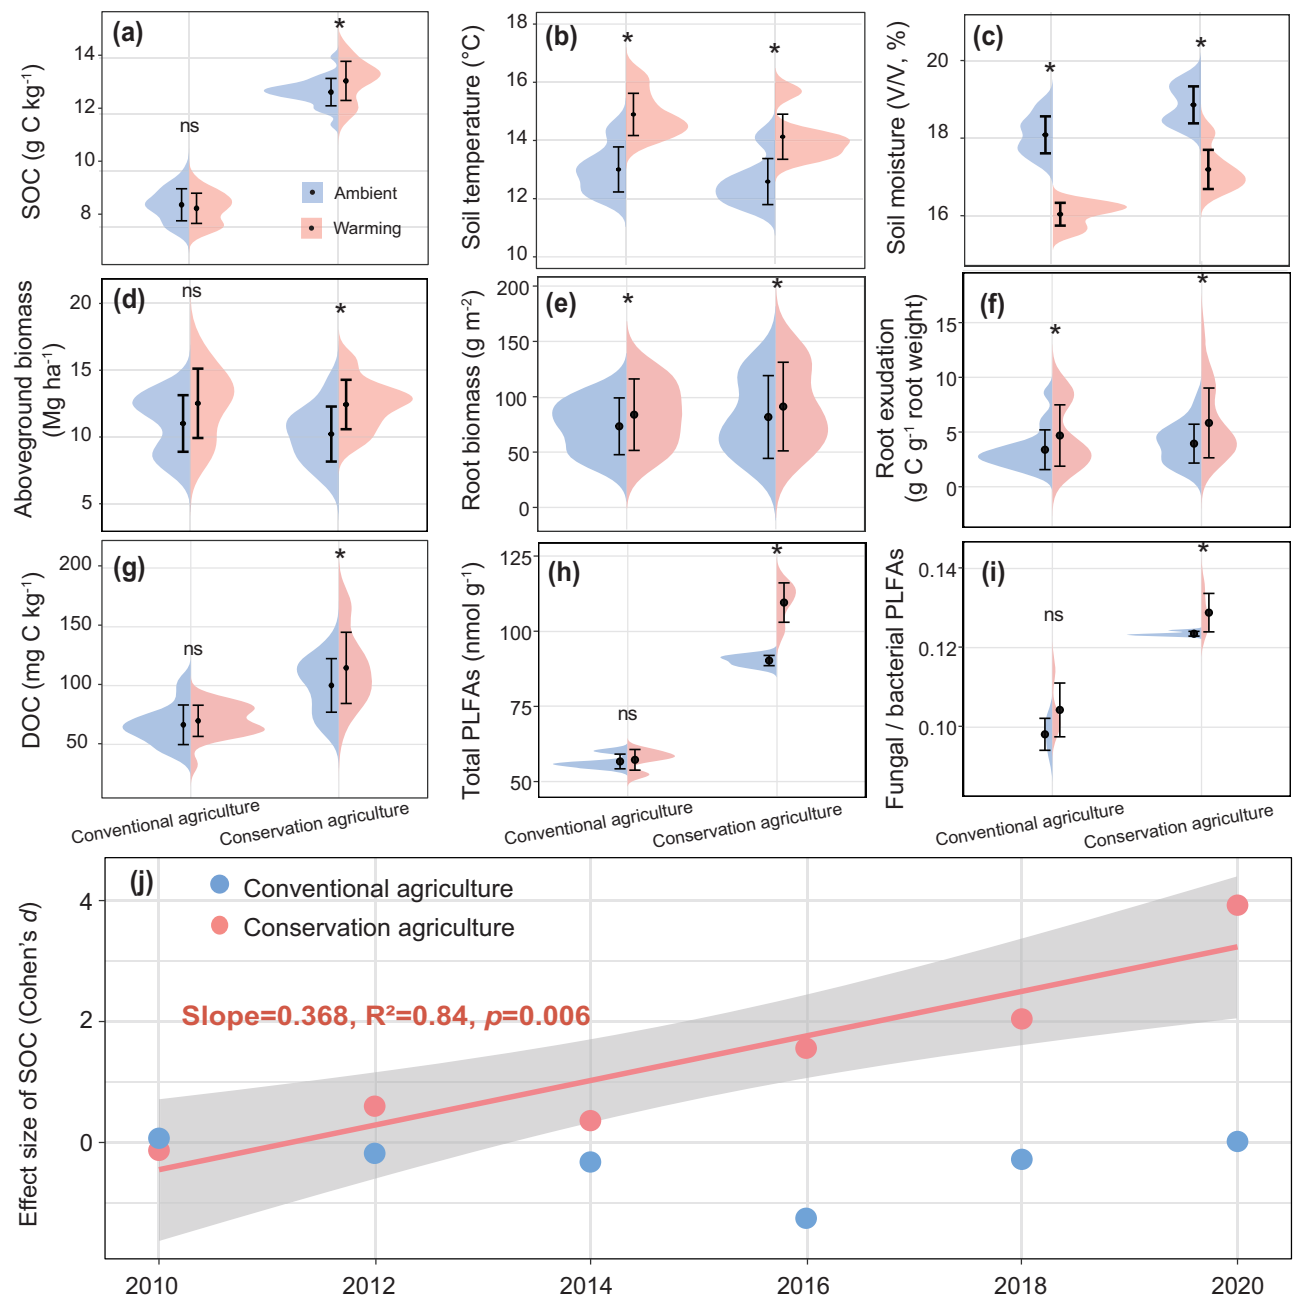 (a)
SOC (g C kg⁻¹)
14
12
10
8
ns
*
Ambient
Warming
(b)
Soil temperature (°C)
18
16
14
12
10
*
*
(c)
Soil moisture (V/V, %)
20
18
16
*
*
(d)
Aboveground biomass
(Mg ha⁻¹)
20
15
10
5
ns
*
(e)
Root biomass (g m⁻²)
200
150
100
50
0
*
*
(f)
Root exudation
(g C g⁻¹ root weight)
15
10
5
0
*
*
(g)
DOC (mg C kg⁻¹)
200
150
100
50
ns
*
Conventional agriculture
Conservation agriculture
(h)
Total PLFAs (nmol g⁻¹)
125
100
75
50
ns
*
Conventional agriculture
Conservation agriculture
(i)
Fungal / bacterial PLFAs
0.14
0.12
0.10
ns
*
Conventional agriculture
Conservation agriculture
(j)
Conventional agriculture
Conservation agriculture
Slope=0.368, R²=0.84, p=0.006
Effect size of SOC (Cohen's d)
4
2
0
2010
2012
2014
2016
2018
2020